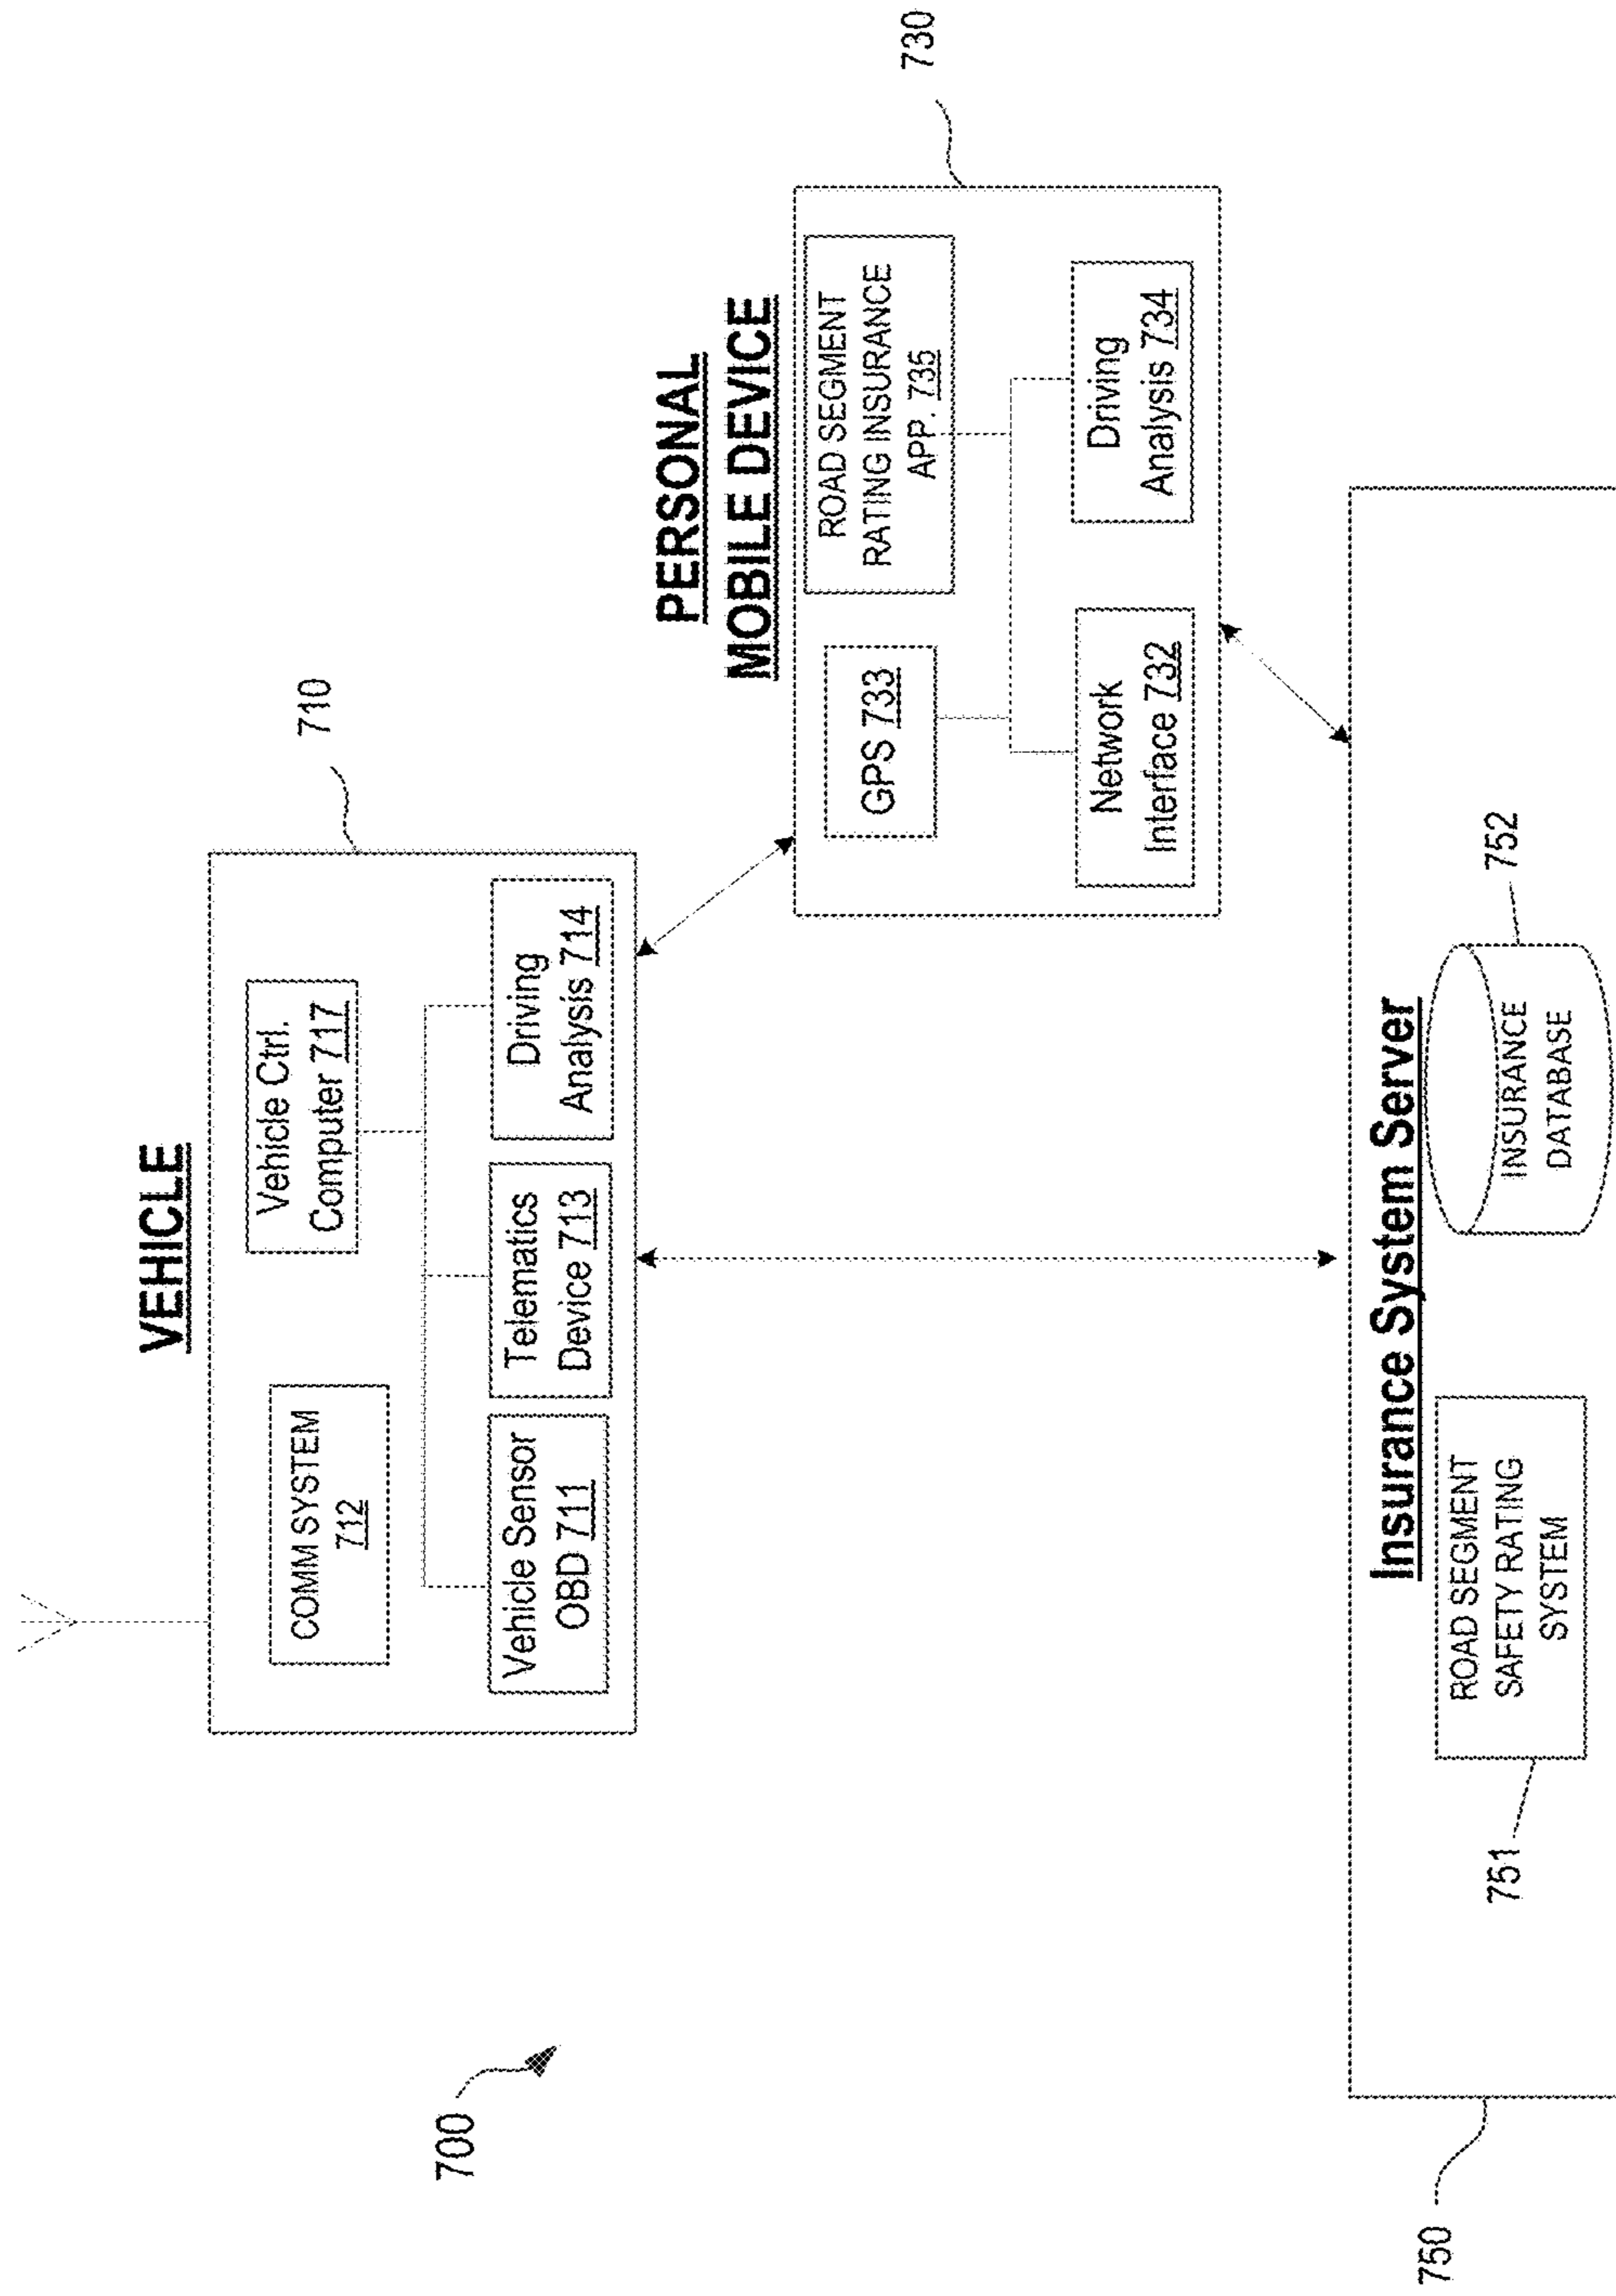 700
VEHICLE
710
COMM SYSTEM
712
Vehicle Ctrl.
Computer 717
Vehicle Sensor
OBD 711
Telematics
Device 713
Driving
Analysis 714
PERSONAL
MOBILE DEVICE
730
GPS 733
ROAD SEGMENT
RATING INSURANCE
APP. 735
Network
Interface 732
Driving
Analysis 734
750
Insurance System Server
751
ROAD SEGMENT
SAFETY RATING
SYSTEM
752
INSURANCE
DATABASE